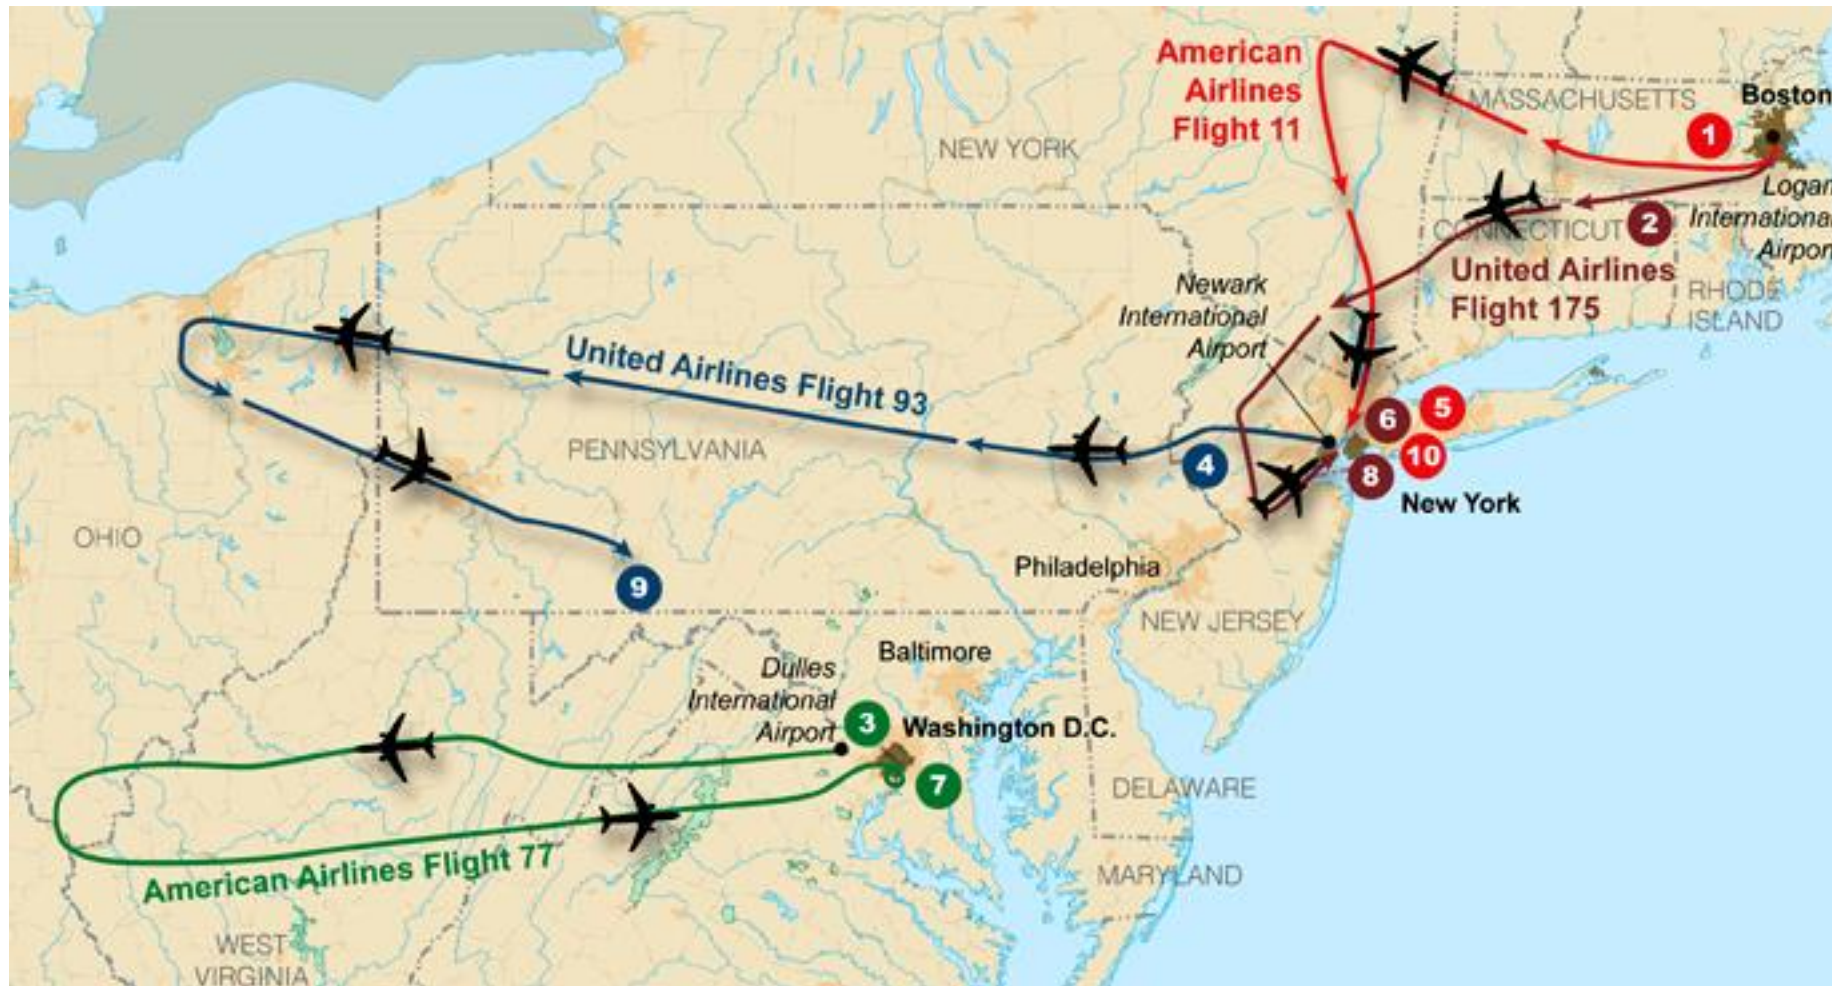 American
Airlines
Flight 11
MASSACHUSETTS
Boston
1
NEW YORK
Logan
International
Airport
CONNECTICUT
2
United Airlines
Flight 175
RHODE
ISLAND
Newark
International
Airport
United Airlines Flight 93
PENNSYLVANIA
4
6
5
10
8
New York
OHIO
9
Philadelphia
NEW JERSEY
Baltimore
Dulles
International
Airport
3
Washington D.C.
7
DELAWARE
American Airlines Flight 77
MARYLAND
WEST
VIRGINIA